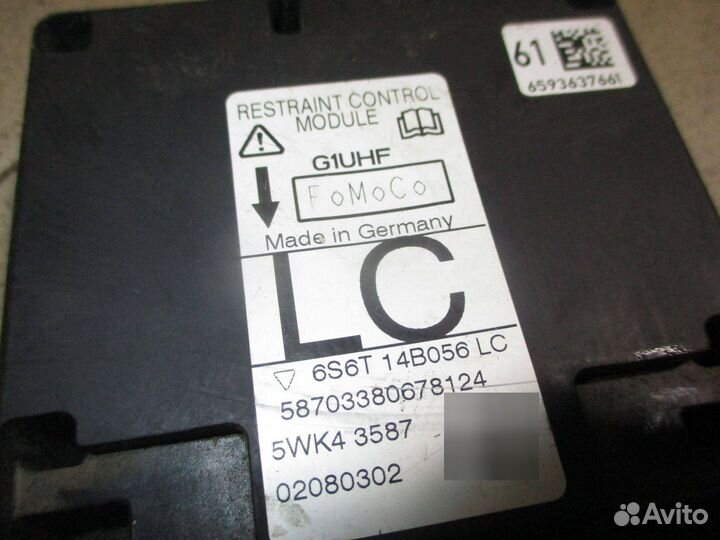 61
6593637661
RESTRAINT CONTROL
MODULE
G1UHF
FoMoCo
Made in Germany
LC
6S6T 14B056 LC
58703380678124
5WK4 3587
02080302
Avito